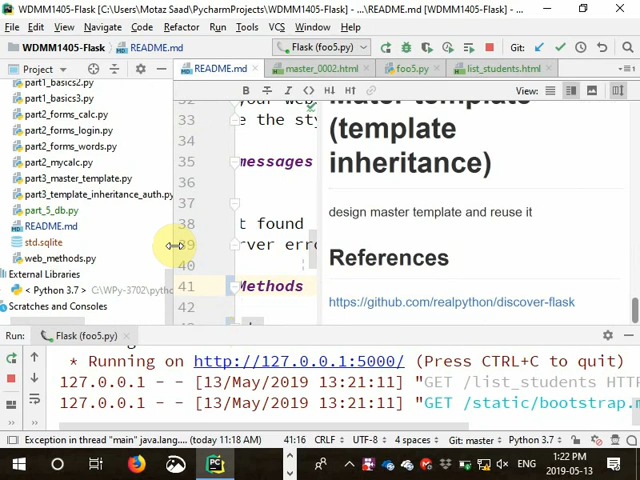 WDMM1405-Flask [C:\Users\Motaz Saad\PycharmProjects\WDMM1405-Flask] - ...\README.md [WDMM1405-Flask] - ...
File Edit View Navigate Code Refactor Run Tools VCS Window Help
WDMM1405-Flask README.md Flask (foo5.py) Git:
Project README.md master_0002.html foo5.py list_students.html
part1_basics2.py
part1_basics3.py
part2_forms_calc.py
part2_forms_login.py
part2_forms_words.py
part2_mycalc.py
part3_master_template.py
part3_template_inheritance_auth.py
part_5_db.py
README.md
std.sqlite
web_methods.py
External Libraries
< Python 3.7 > C:\WPy-3702\pytho
Scratches and Consoles
B I <> H↓ H↑
32 your web
33 e the sty
34
35 messages
36
37
38 t found
39 rver erro
40
41 Methods
42
(template
inheritance)
design master template and reuse it
References
https://github.com/realpython/discover-flask
Run: Flask (foo5.py)
* Running on http://127.0.0.1:5000/ (Press CTRL+C to quit)
127.0.0.1 - - [13/May/2019 13:21:11] "GET /list_students HTTP
127.0.0.1 - - [13/May/2019 13:21:11] "GET /static/bootstrap.m
Exception in thread "main" java.lang... (today 11:18 AM) 41:16 CRLF UTF-8 4 spaces Git: master Python 3.7
1:22 PM
2019-05-13